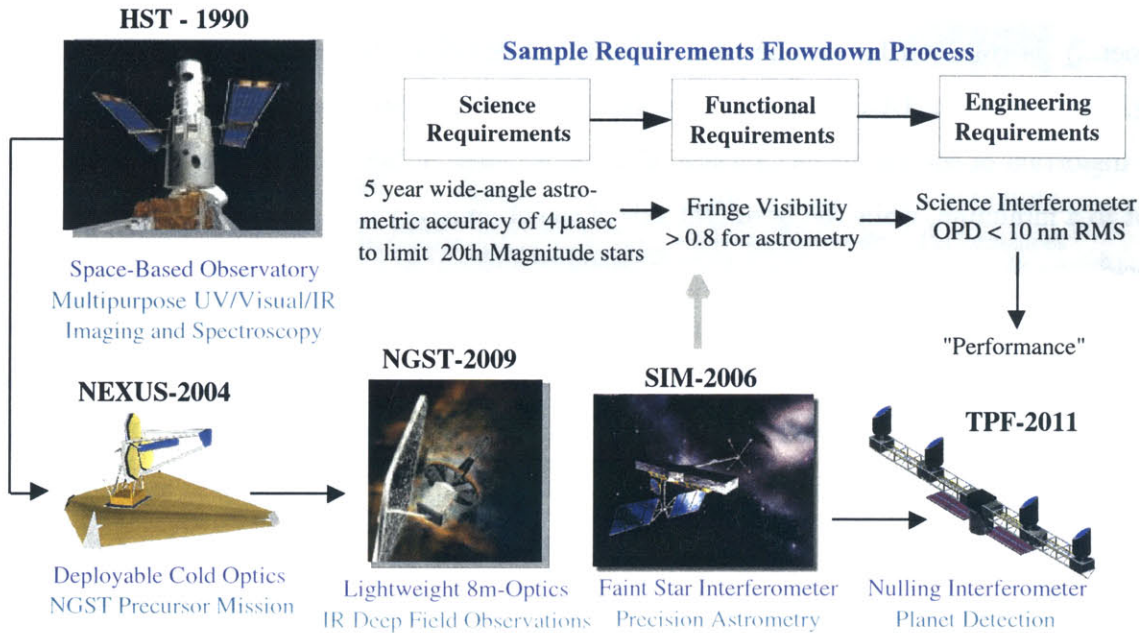 HST - 1990
Sample Requirements Flowdown Process
Science
Requirements
Functional
Requirements
Engineering
Requirements
5 year wide-angle astro-
metric accuracy of 4 μasec
to limit 20th Magnitude stars
Fringe Visibility
> 0.8 for astrometry
Science Interferometer
OPD < 10 nm RMS
"Performance"
Space-Based Observatory
Multipurpose UV/Visual/IR
Imaging and Spectroscopy
NEXUS-2004
Deployable Cold Optics
NGST Precursor Mission
NGST-2009
Lightweight 8m-Optics
IR Deep Field Observations
SIM-2006
Faint Star Interferometer
Precision Astrometry
TPF-2011
Nulling Interferometer
Planet Detection